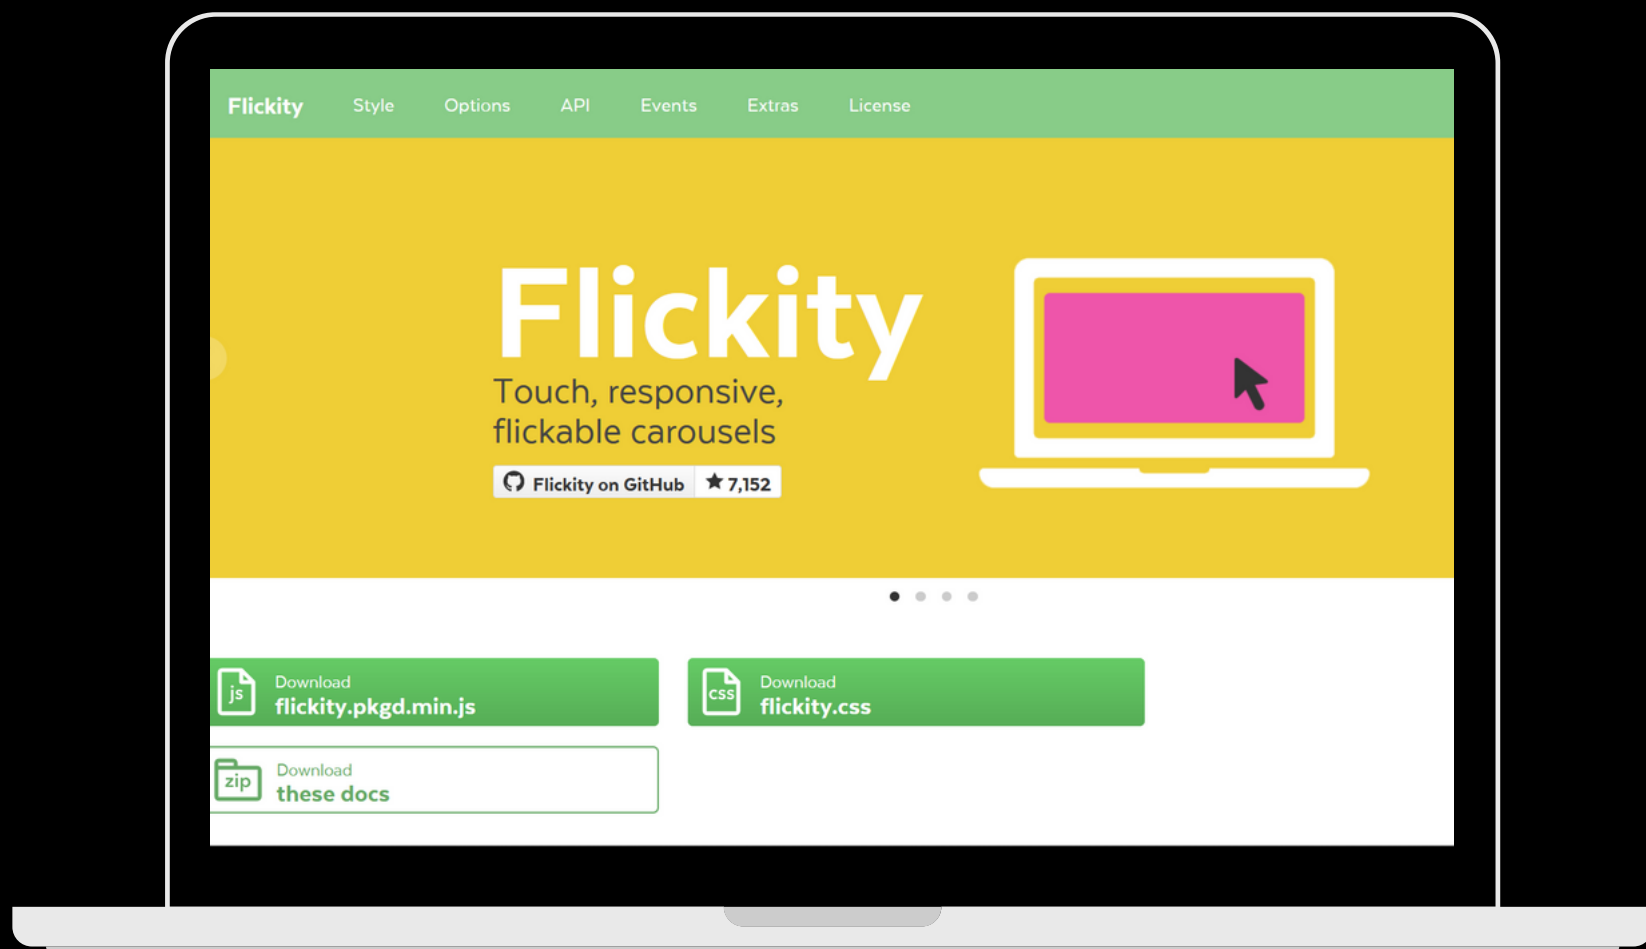 Flickity Style Options API Events Extras License
Flickity
Touch, responsive,
flickable carousels
Flickity on GitHub 7,152
js
Download
flickity.pkgd.min.js
css
Download
flickity.css
zip
Download
these docs